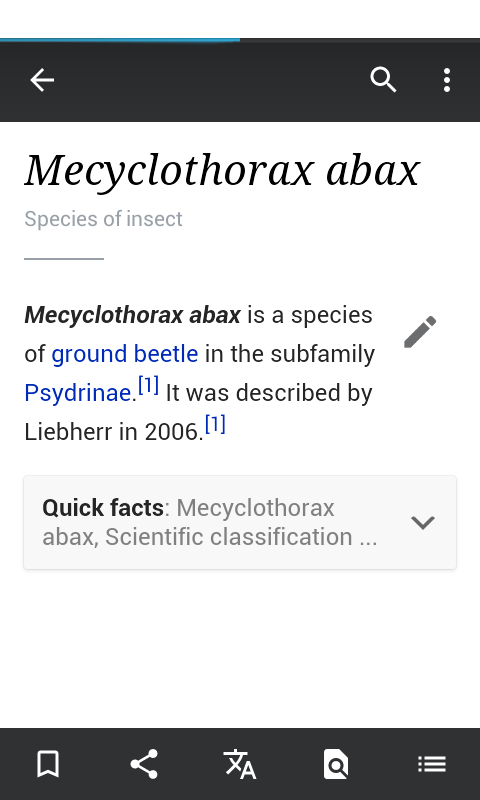 Mecyclothorax abax
Species of insect
Mecyclothorax abax is a species
of ground beetle in the subfamily
Psydrinae.[1] It was described by
Liebherr in 2006.[1]
Quick facts: Mecyclothorax
abax, Scientific classification ...